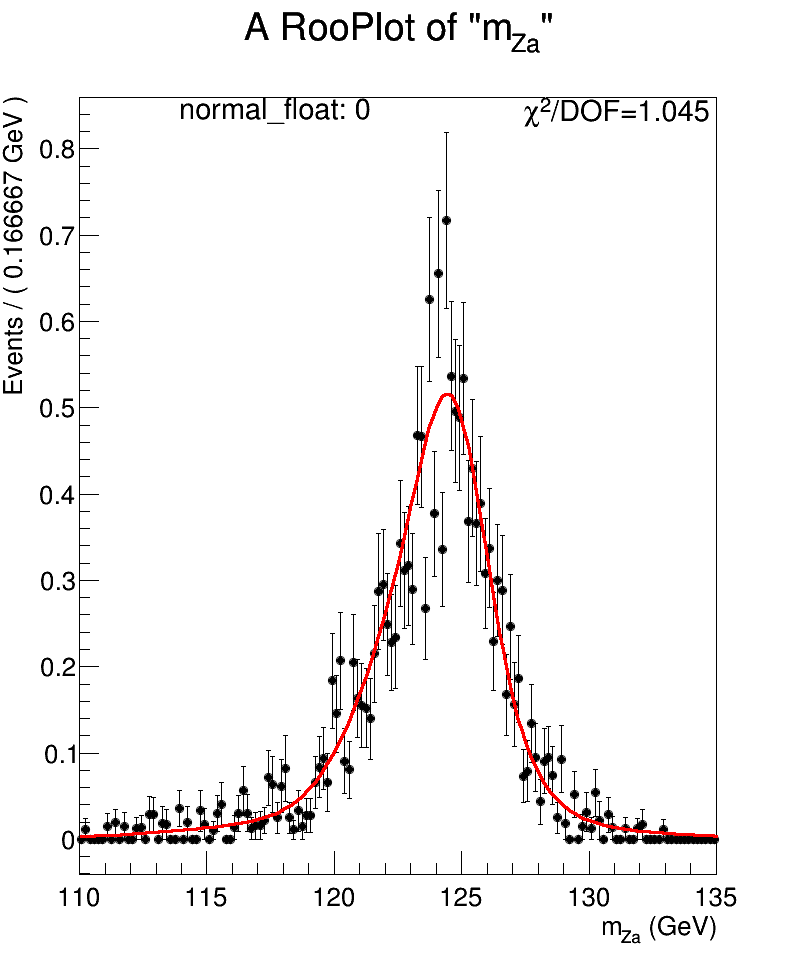 A RooPlot of "m_Za"
normal_float: 0
χ²/DOF=1.045
Events / ( 0.166667 GeV )
0.8
0.7
0.6
0.5
0.4
0.3
0.2
0.1
0
110 115 120 125 130 135
m_Za (GeV)